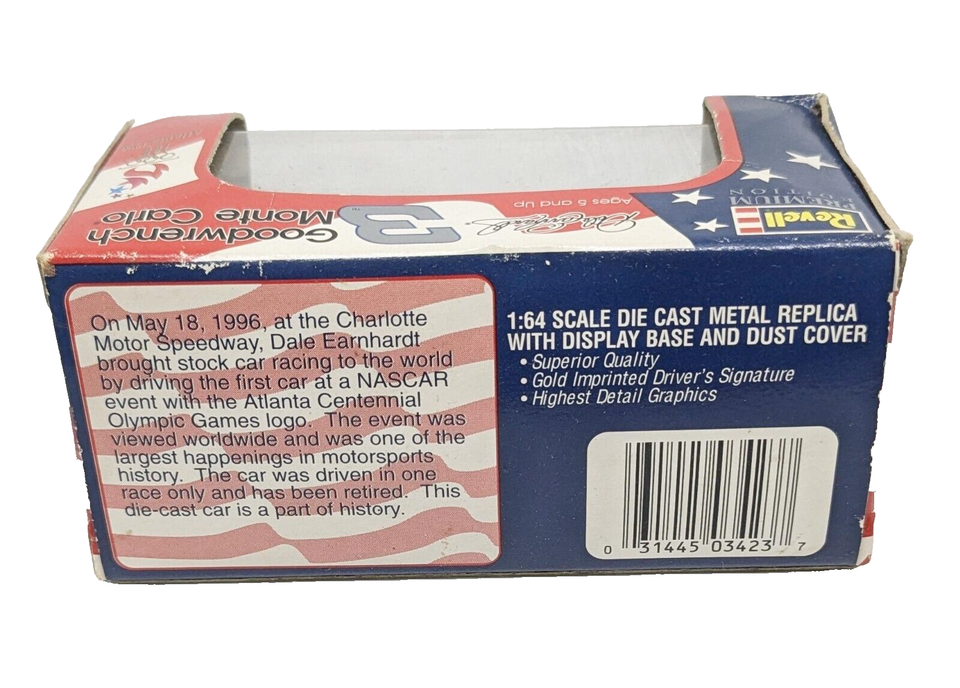 Revell
PREMIUM
EDITION
Ages 5 and Up
3
Goodwrench
Monte Carlo
On May 18, 1996, at the Charlotte
Motor Speedway, Dale Earnhardt
brought stock car racing to the world
by driving the first car at a NASCAR
event with the Atlanta Centennial
Olympic Games logo. The event was
viewed worldwide and was one of the
largest happenings in motorsports
history. The car was driven in one
race only and has been retired. This
die-cast car is a part of history.
1:64 SCALE DIE CAST METAL REPLICA
WITH DISPLAY BASE AND DUST COVER
• Superior Quality
• Gold Imprinted Driver's Signature
• Highest Detail Graphics
0 31445 03423 7